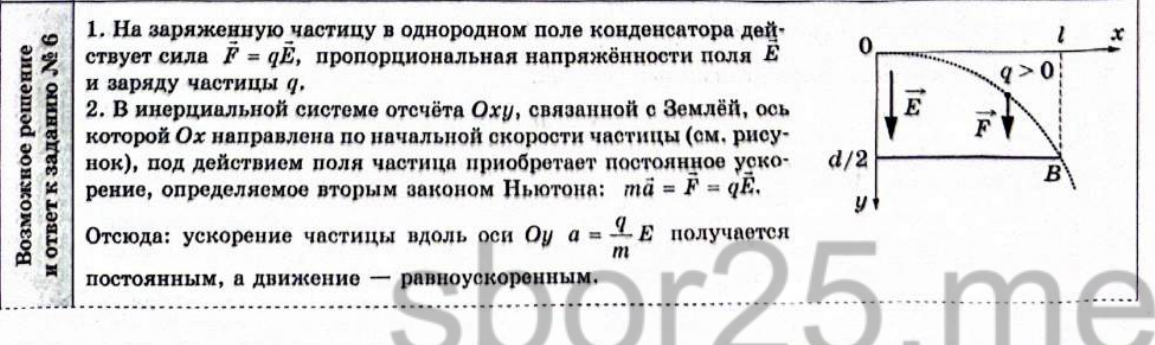 Возможное решение
и ответ к заданию № 6
1. На заряженную частицу в однородном поле конденсатора дей-
ствует сила F⃗ = qE⃗, пропорциональная напряжённости поля E⃗
и заряду частицы q.
2. В инерциальной системе отсчёта Oxy, связанной с Землёй, ось
которой Ox направлена по начальной скорости частицы (см. рису-
нок), под действием поля частица приобретает постоянное уско-
рение, определяемое вторым законом Ньютона: ma⃗ = F⃗ = qE⃗.
Отсюда: ускорение частицы вдоль оси Oy a = q/m E получается
постоянным, а движение — равноускоренным.
0 l x
q > 0
E⃗ F⃗
d/2 B
y
sbor25.me